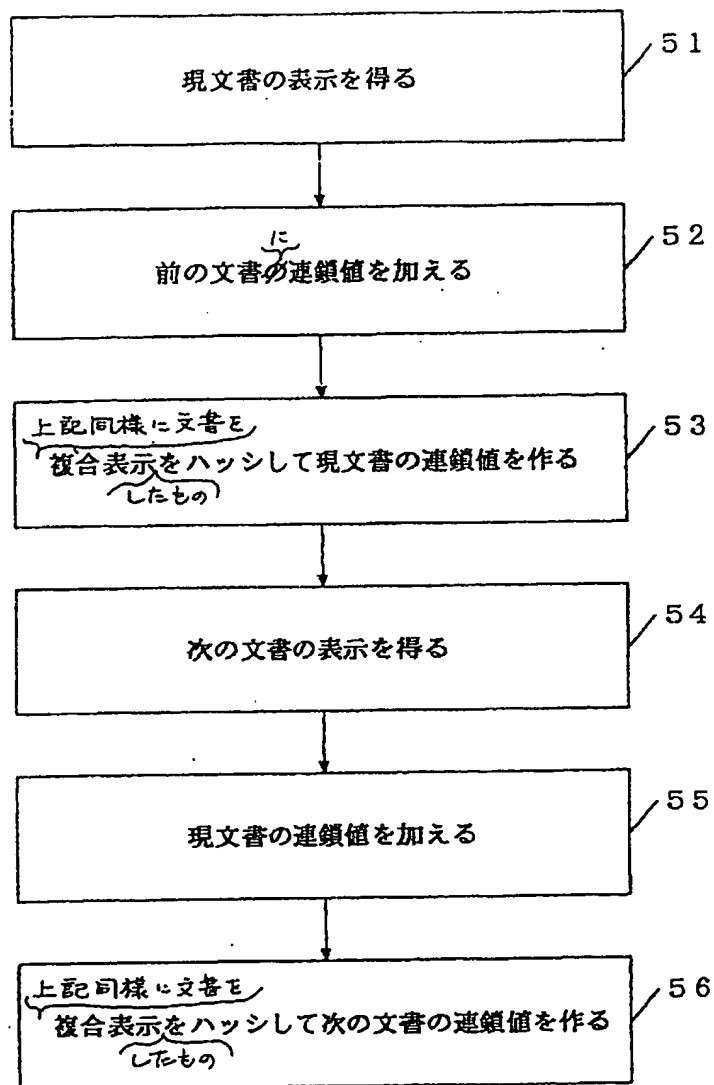 現文書の表示を得る
51
に
前の文書の連鎖値を加える
52
上記同様に文書を
複合表示をハッシして現文書の連鎖値を作る
したもの
53
次の文書の表示を得る
54
現文書の連鎖値を加える
55
上記同様に文書を
複合表示をハッシして次の文書の連鎖値を作る
したもの
56